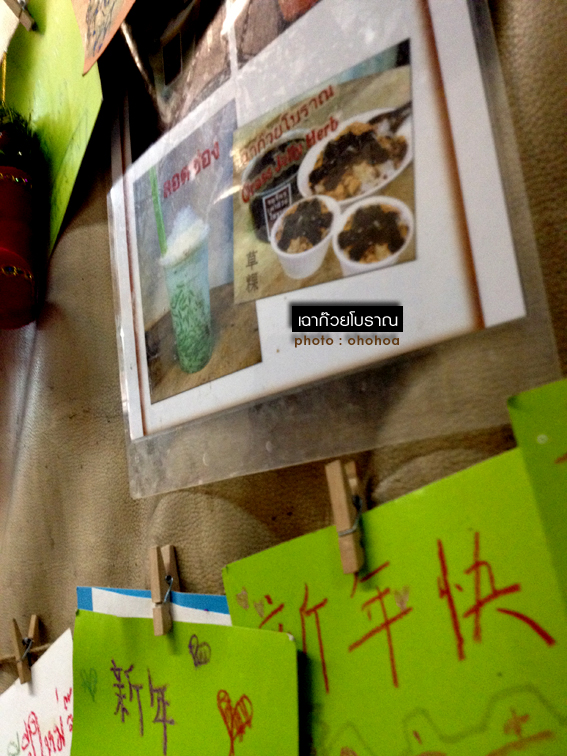 ลอดช่อง
เฉาก๊วยโบราณ
Grass Jelly Herb
草粿
เฉาก๊วยโบราณ
photo : ohohoa
新年快
新年